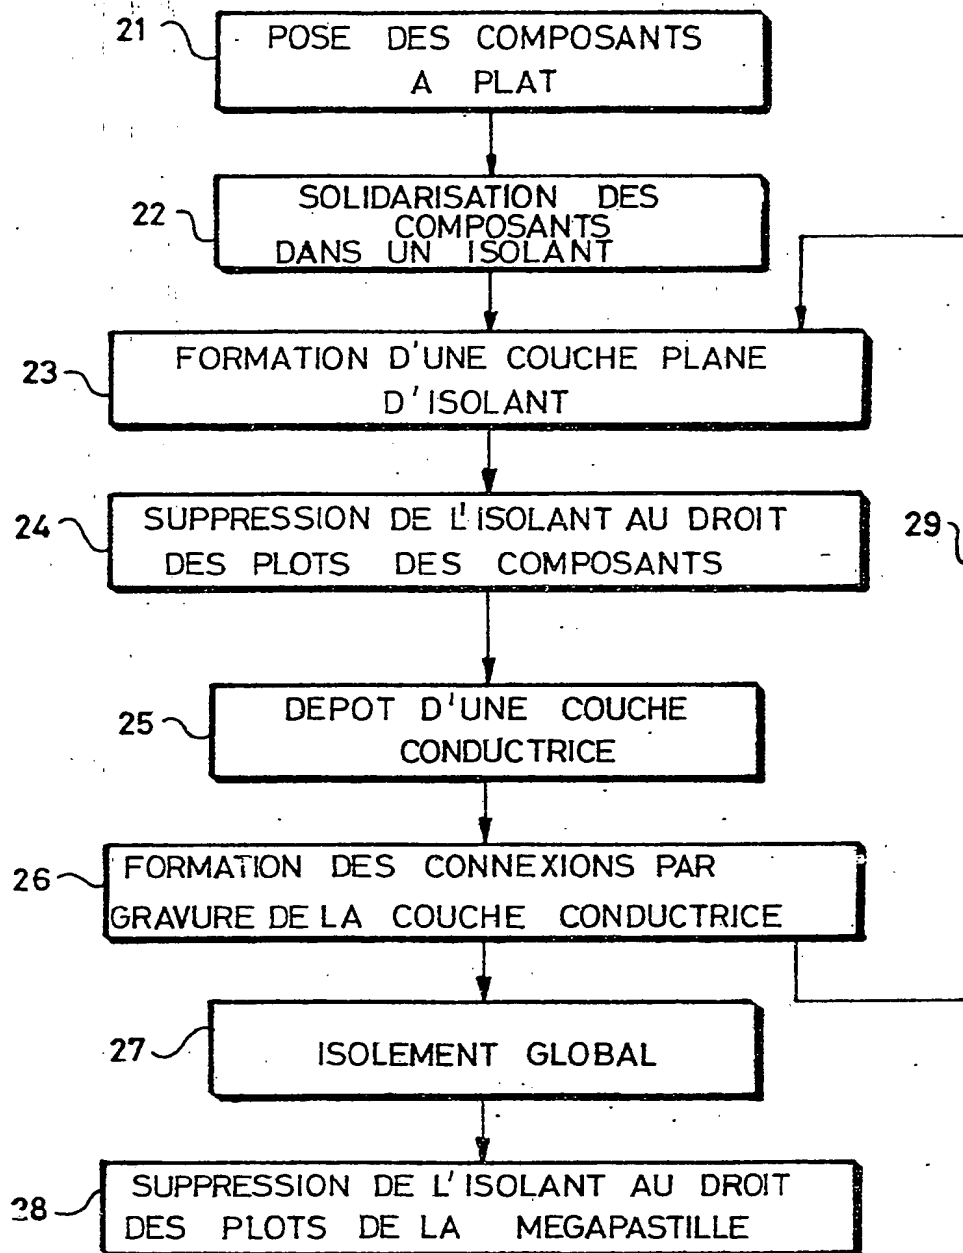 21
POSE DES COMPOSANTS
A PLAT
22
SOLIDARISATION DES
COMPOSANTS
DANS UN ISOLANT
23
FORMATION D'UNE COUCHE PLANE
D'ISOLANT
24
SUPPRESSION DE L'ISOLANT AU DROIT
DES PLOTS DES COMPOSANTS
29
25
DEPOT D'UNE COUCHE
CONDUCTRICE
26
FORMATION DES CONNEXIONS PAR
GRAVURE DE LA COUCHE CONDUCTRICE
27
ISOLEMENT GLOBAL
28
SUPPRESSION DE L'ISOLANT AU DROIT
DES PLOTS DE LA MEGAPASTILLE